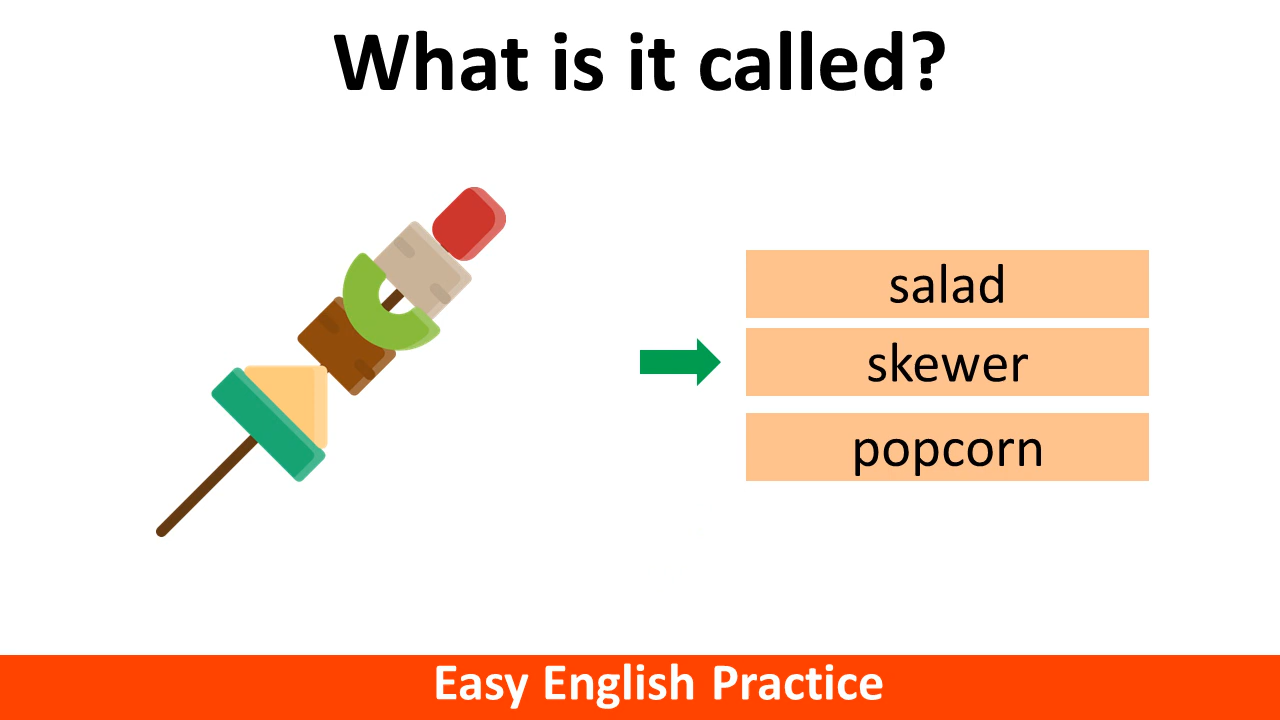 What is it called?
salad
skewer
popcorn
Easy English Practice